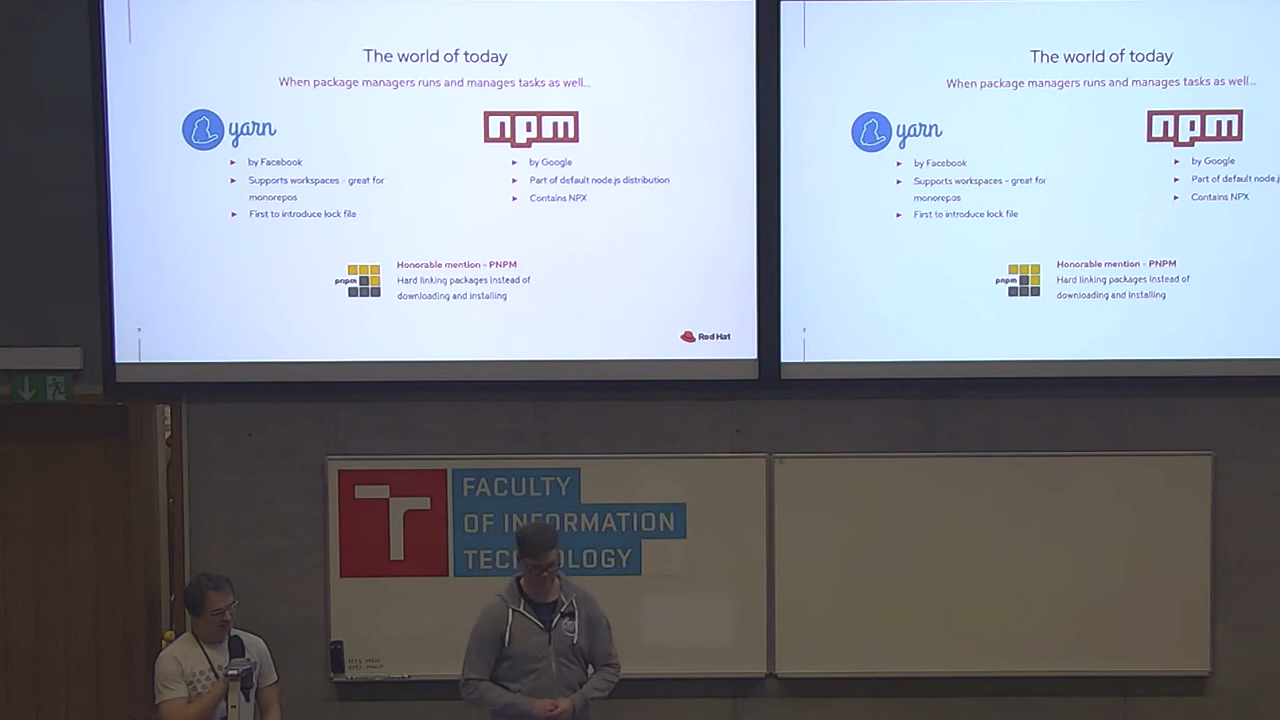 The world of today
When package managers runs and manages tasks as well...
yarn
by Facebook
Supports workspaces - great for
monorepos
First to introduce lock file
npm
by Google
Part of default node.js distribution
Contains NPX
pnpm
Honorable mention - PNPM
Hard linking packages instead of
downloading and installing
Red Hat
The world of today
When package managers runs and manages tasks as well...
yarn
by Facebook
Supports workspaces - great for
monorepos
First to introduce lock file
npm
by Google
Part of default node.j
Contains NPX
pnpm
Honorable mention - PNPM
Hard linking packages instead of
downloading and installing
FACULTY
OF INFORMATION
TECHNOLOGY